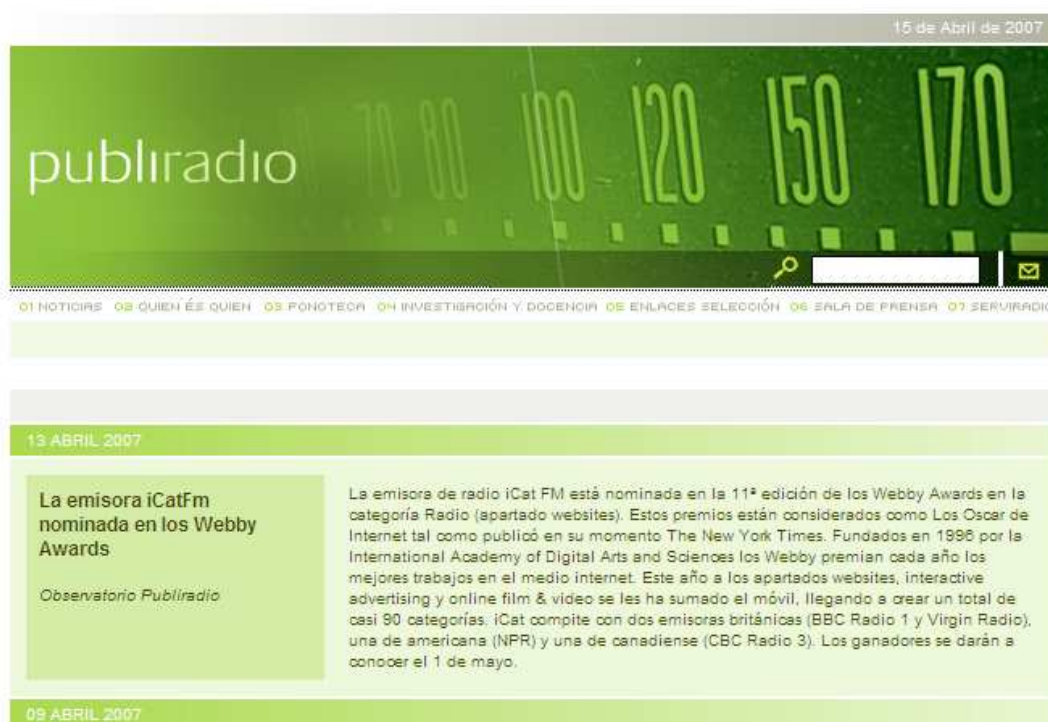 15 de Abril de 2007
70 80 100 120 150 170
publiradio
01 NOTICIAS 02 QUIEN ÉS QUIEN 03 FONOTECA 04 INVESTIGACIÓN Y DOCENCIA 05 ENLACES SELECCIÓN 06 SALA DE PRENSA 07 SERVIRADIO
13 ABRIL 2007
La emisora iCatFm
nominada en los Webby
Awards
Observatorio Publiradio
La emisora de radio iCat FM está nominada en la 11ª edición de los Webby Awards en la
categoría Radio (apartado websites). Estos premios están considerados como Los Oscar de
Internet tal como publicó en su momento The New York Times. Fundados en 1996 por la
International Academy of Digital Arts and Sciences los Webby premian cada año los
mejores trabajos en el medio internet. Este año a los apartados websites, interactive
advertising y online film & video se les ha sumado el móvil, llegando a crear un total de
casi 90 categorías. iCat compite con dos emisoras británicas (BBC Radio 1 y Virgin Radio),
una de americana (NPR) y una de canadiense (CBC Radio 3). Los ganadores se darán a
conocer el 1 de mayo.
09 ABRIL 2007